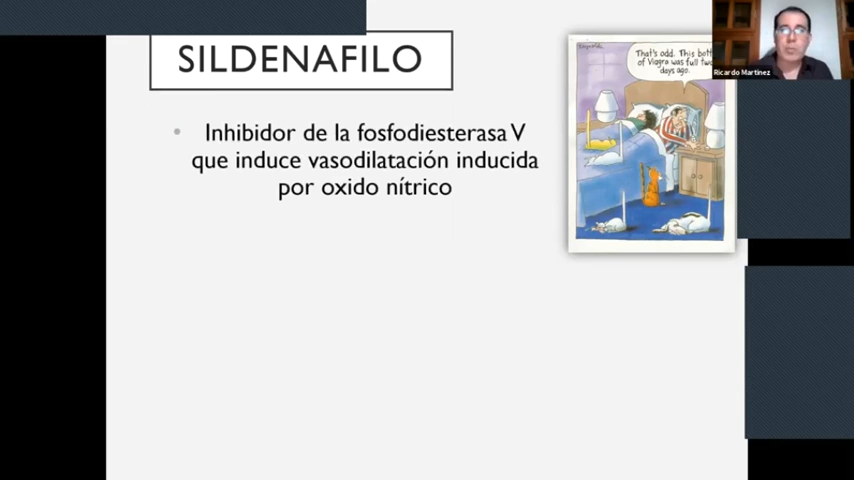 SILDENAFILO
Inhibidor de la fosfodiesterasa V
que induce vasodilatación inducida
por oxido nítrico
That's odd. This bott
of Viagra was full two
days ago.
Ricardo Martinez